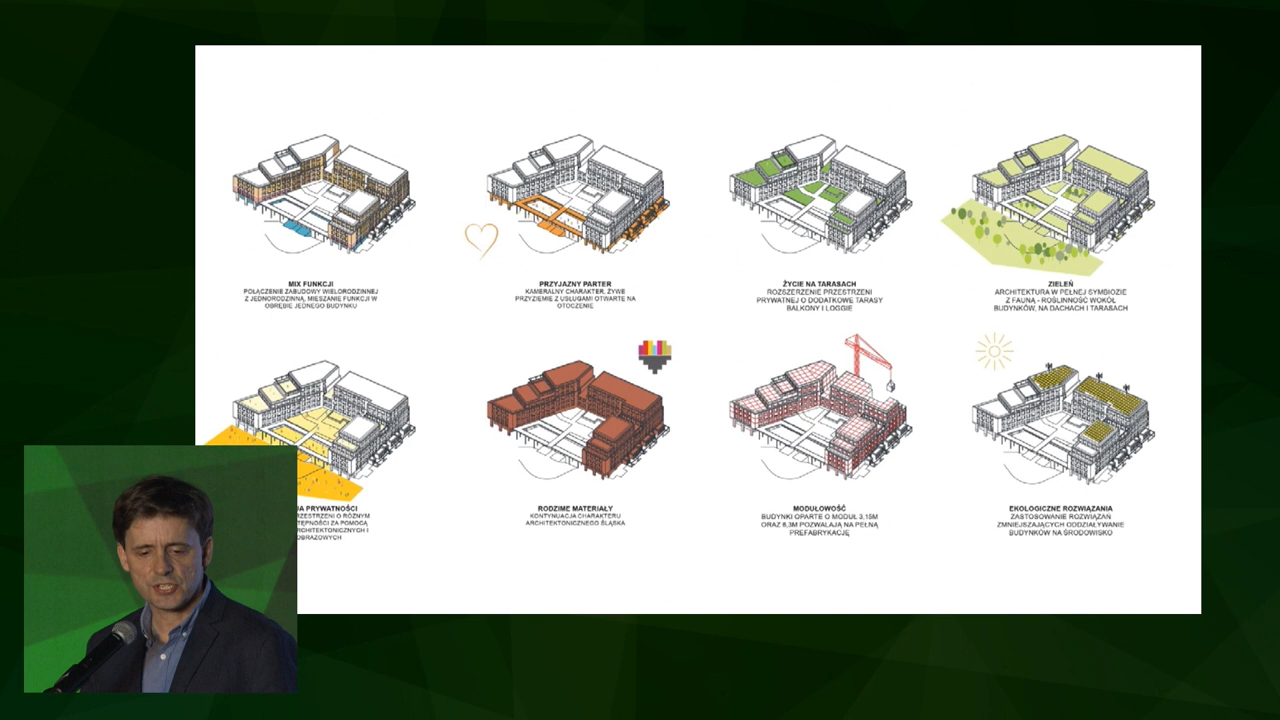 MIX FUNKCJI
POŁĄCZENIE ZABUDOWY WIELORODZINNEJ
Z JEDNORODZINNĄ, MIESZANIE FUNKCJI W
OBRĘBIE JEDNEGO BUDYNKU
PRZYJAZNY PARTER
KAMERALNY CHARAKTER, ŻYWE
PRZYZIEMIE Z USŁUGAMI OTWARTE NA
OTOCZENIE
ŻYCIE NA TARASACH
ROZSZERZENIE PRZESTRZENI
PRYWATNEJ O DODATKOWE TARASY
BALKONY I LOGGIE
ZIELEŃ
ARCHITEKTURA W PEŁNEJ SYMBIOZIE
Z FAUNĄ - ROŚLINNOŚĆ WOKÓŁ
BUDYNKÓW, NA DACHACH I TARASACH
JA PRYWATNOŚCI
RZESTRZENI O RÓŻNYM
TĘPNOŚCI ZA POMOCĄ
RCHITEKTONICZNYCH I
OBRAZOWYCH
RODZIME MATERIAŁY
KONTYNUACJA CHARAKTERU
ARCHITEKTONICZNEGO ŚLĄSKA
MODUŁOWOŚĆ
BUDYNKI OPARTE O MODUŁ 3,15M
ORAZ 6,3M POZWALAJĄ NA PEŁNĄ
PREFABRYKACJĘ
EKOLOGICZNE ROZWIĄZANIA
ZASTOSOWANIE ROZWIĄZAŃ
ZMNIEJSZAJĄCYCH ODDZIAŁYWANIE
BUDYNKÓW NA ŚRODOWISKO